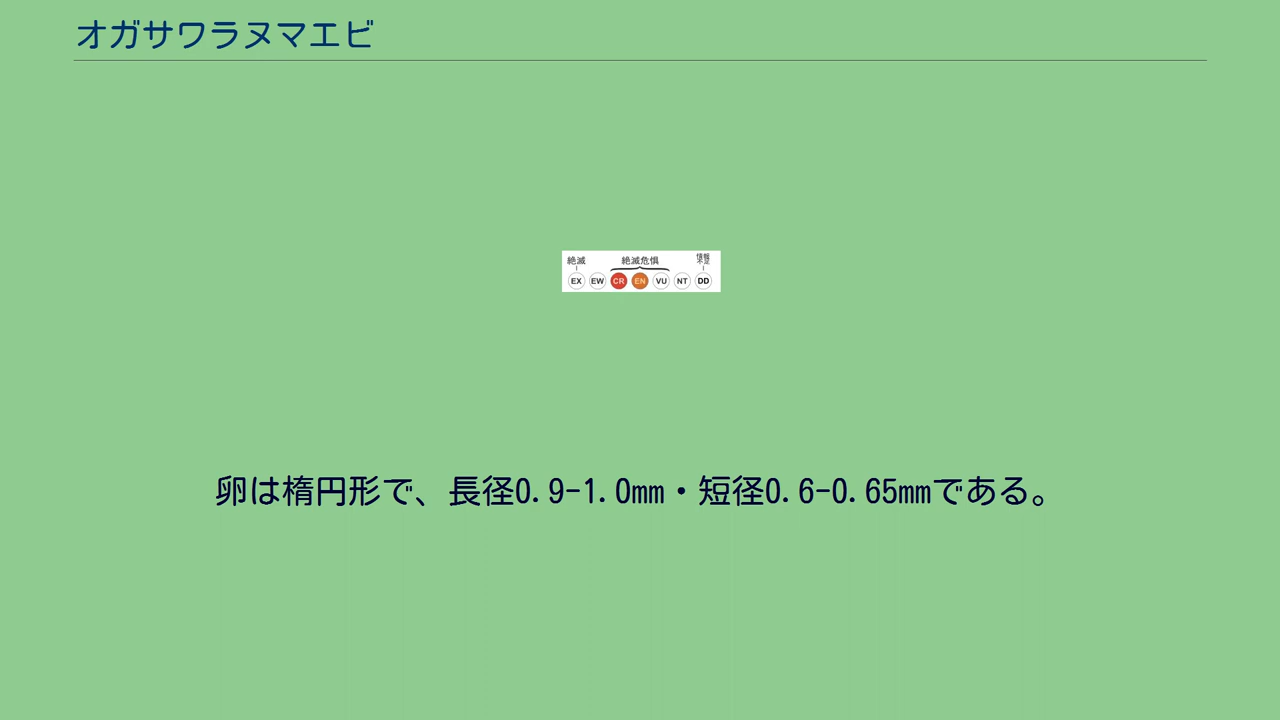 オガサワラヌマエビ
絶滅 絶滅危惧 情報不足
EX EW CR EN VU NT DD
卵は楕円形で、長径0.9-1.0mm・短径0.6-0.65mmである。